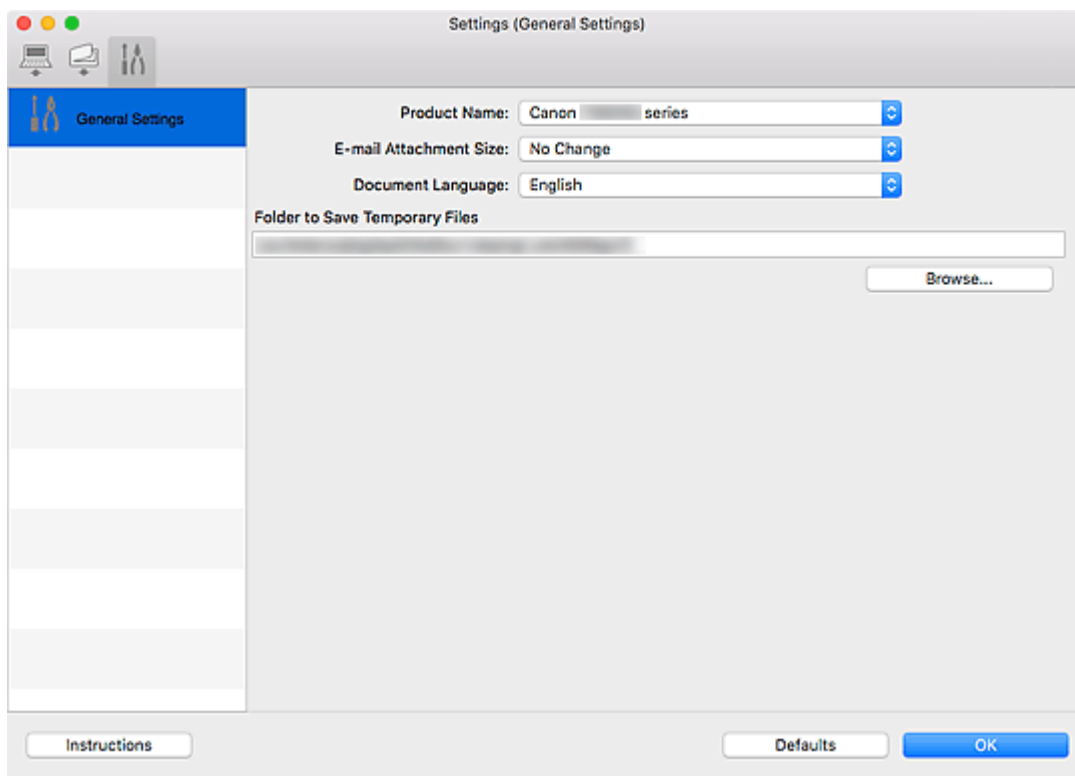 Settings (General Settings)
General Settings
Product Name: Canon series
E-mail Attachment Size: No Change
Document Language: English
Folder to Save Temporary Files
Browse...
Instructions Defaults OK